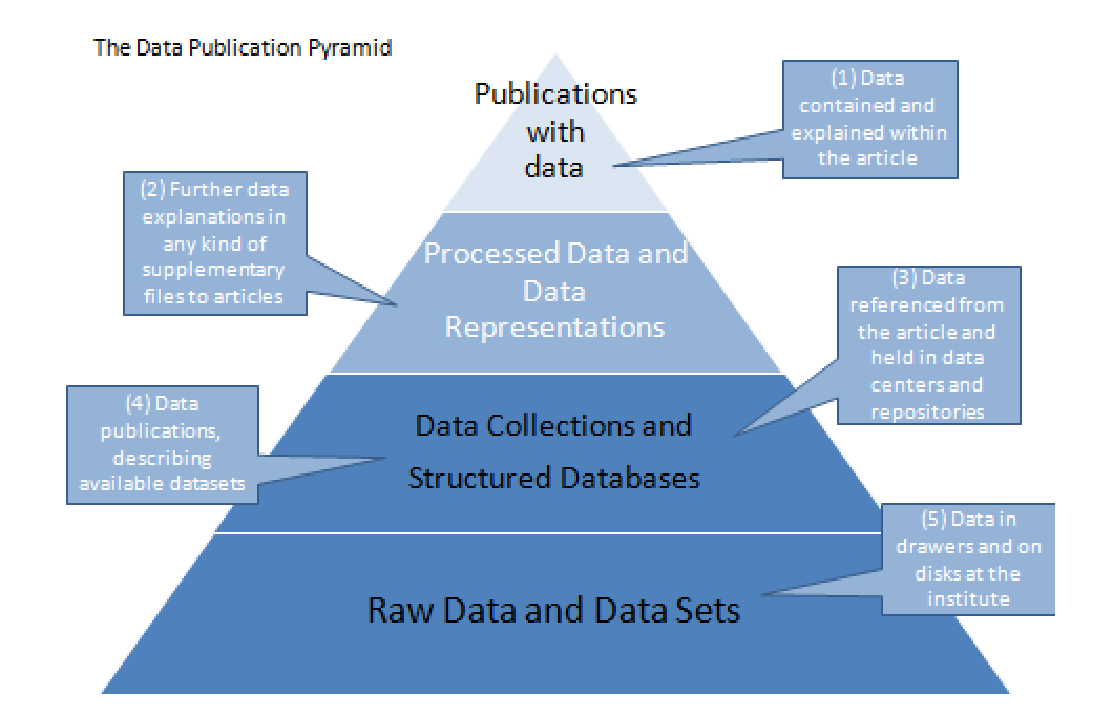 The Data Publication Pyramid
Publications
with
data
(1) Data
contained and
explained within
the article
(2) Further data
explanations in
any kind of
supplementary
files to articles
Processed Data and
Data
Representations
(3) Data
referenced from
the article and
held in data
centers and
repositories
(4) Data
publications,
describing
available datasets
Data Collections and
Structured Databases
(5) Data in
drawers and on
disks at the
institute
Raw Data and Data Sets